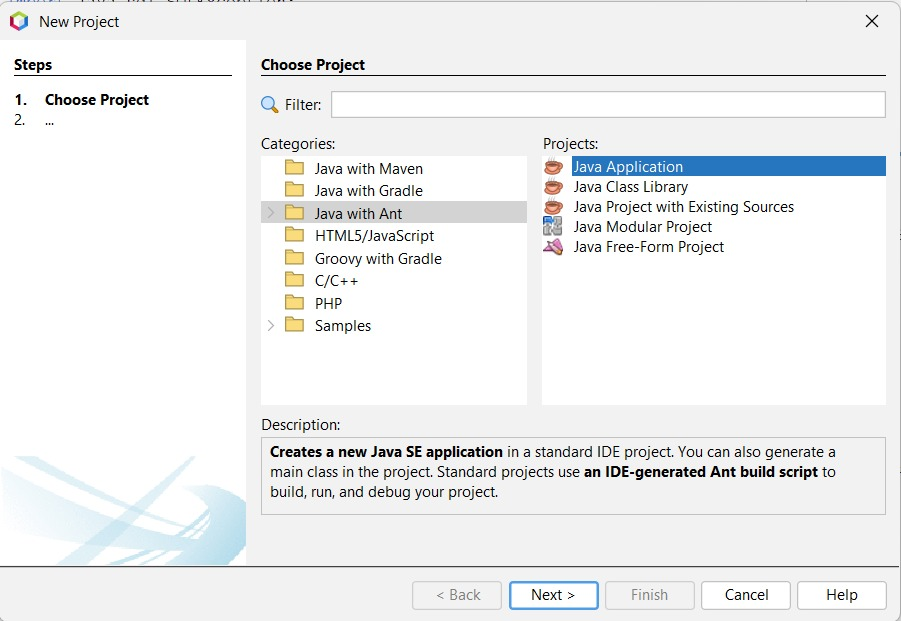 New Project
Steps
1. Choose Project
2. ...
Choose Project
Filter:
Categories:
Java with Maven
Java with Gradle
Java with Ant
HTML5/JavaScript
Groovy with Gradle
C/C++
PHP
Samples
Projects:
Java Application
Java Class Library
Java Project with Existing Sources
Java Modular Project
Java Free-Form Project
Description:
Creates a new Java SE application in a standard IDE project. You can also generate a
main class in the project. Standard projects use an IDE-generated Ant build script to
build, run, and debug your project.
< Back
Next >
Finish
Cancel
Help